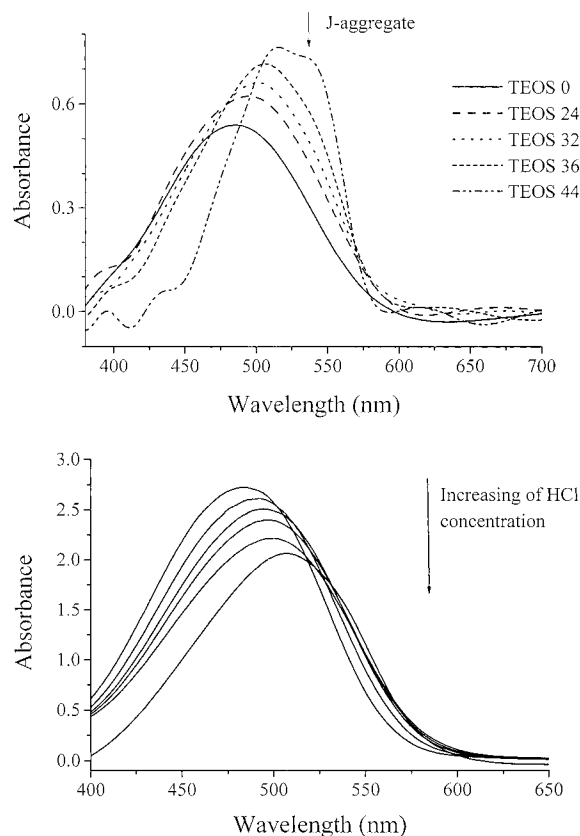 J-aggregate
TEOS 0
TEOS 24
TEOS 32
TEOS 36
TEOS 44
Absorbance
0.6
0.3
0.0
400 450 500 550 600 650 700
Wavelength (nm)
Increasing of HCl
concentration
Absorbance
3.0
2.5
2.0
1.5
1.0
0.5
0.0
400 450 500 550 600 650
Wavelength (nm)